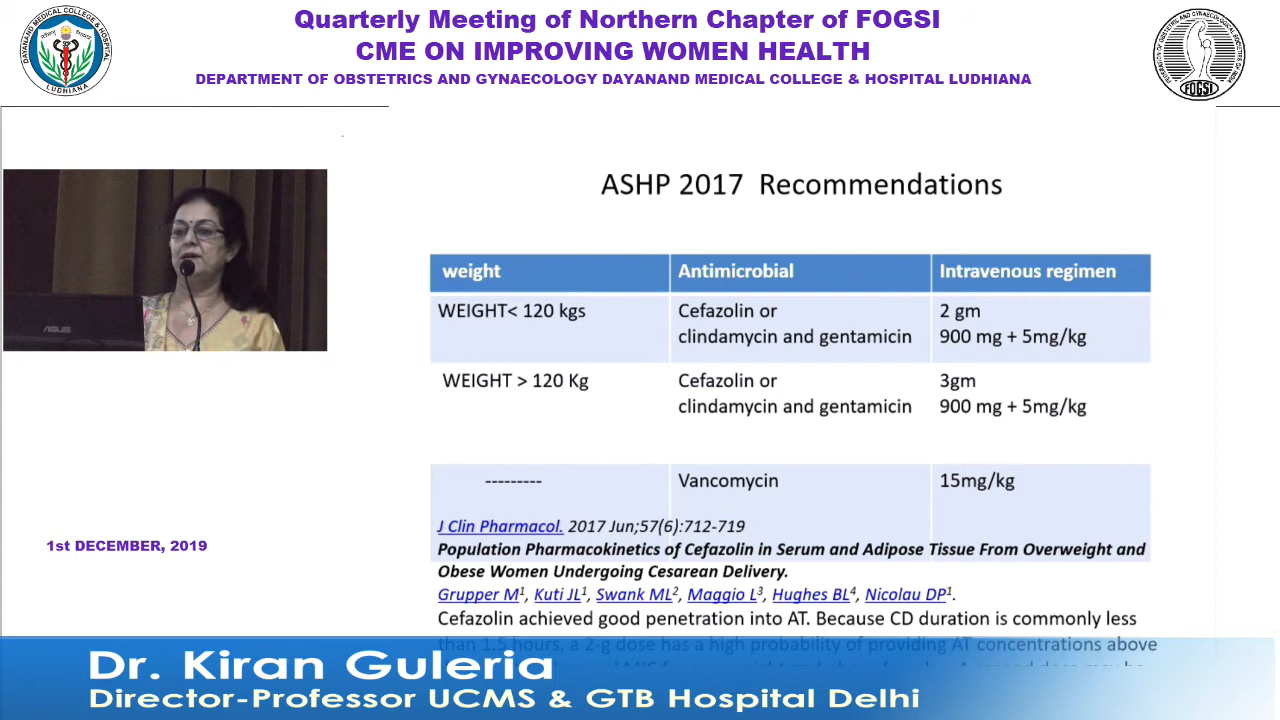 Quarterly Meeting of Northern Chapter of FOGSI
CME ON IMPROVING WOMEN HEALTH
DEPARTMENT OF OBSTETRICS AND GYNAECOLOGY DAYANAND MEDICAL COLLEGE & HOSPITAL LUDHIANA
DAYANAND MEDICAL COLLEGE & HOSPITAL
LUDHIANA
FOGSI
ASHP 2017 Recommendations
weight Antimicrobial Intravenous regimen
WEIGHT< 120 kgs Cefazolin or 2 gm
clindamycin and gentamicin 900 mg + 5mg/kg
WEIGHT > 120 Kg Cefazolin or 3gm
clindamycin and gentamicin 900 mg + 5mg/kg
--------- Vancomycin 15mg/kg
J Clin Pharmacol. 2017 Jun;57(6):712-719
Population Pharmacokinetics of Cefazolin in Serum and Adipose Tissue From Overweight and
Obese Women Undergoing Cesarean Delivery.
Grupper M1, Kuti JL1, Swank ML2, Maggio L3, Hughes BL4, Nicolau DP1.
Cefazolin achieved good penetration into AT. Because CD duration is commonly less
than 1.5 hours, a 2-g dose has a high probability of providing AT concentrations above
ASUS
1st DECEMBER, 2019
Dr. Kiran Guleria
Director-Professor UCMS & GTB Hospital Delhi